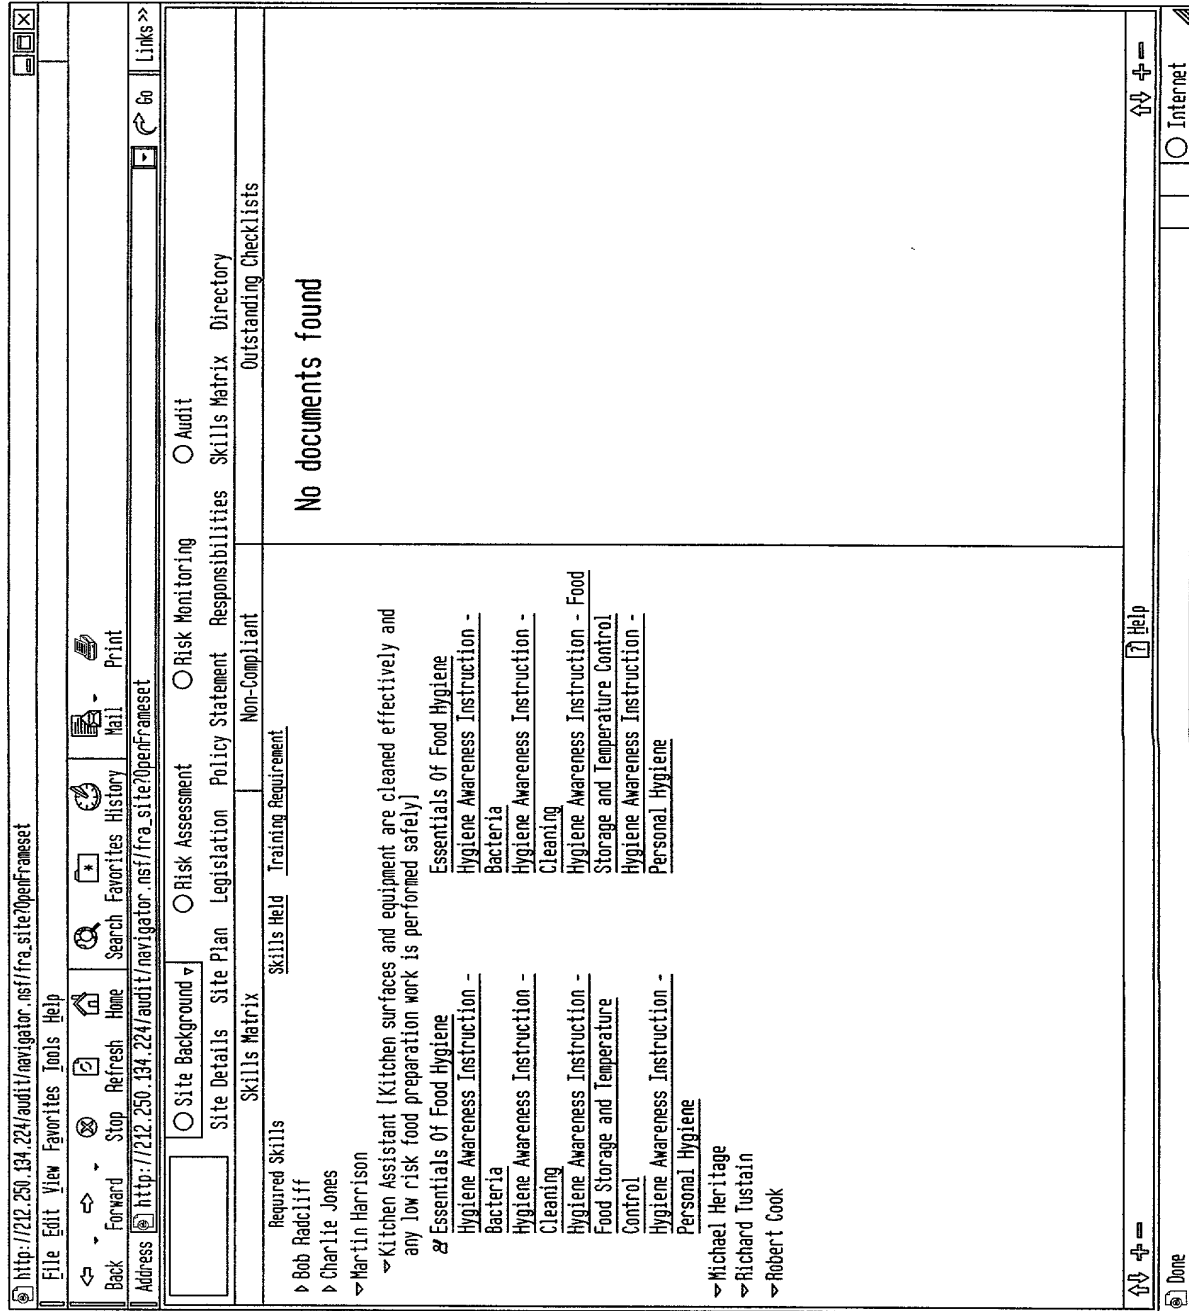 http://212.250.134.224/audit/navigator.nsf/fra_site?OpenFrameset
File Edit View Favorites Tools Help
Back Forward Stop Refresh Home Search Favorites History Mail Print
Address http://212.250.134.224/audit/navigator.nsf/fra_site?OpenFrameset Go Links >>
Site Background Risk Assessment Risk Monitoring Audit
Site Details Site Plan Legislation Policy Statement Responsibilities Skills Matrix Directory
Skills Matrix Non-Compliant Outstanding Checklists
Required Skills Skills Held Training Requirement
Bob Radcliff
Charlie Jones
Martin Harrison
Kitchen Assistant [Kitchen surfaces and equipment are cleaned effectively and
any low risk food preparation work is performed safely]
Essentials Of Food Hygiene
Hygiene Awareness Instruction -
Bacteria
Hygiene Awareness Instruction -
Cleaning
Hygiene Awareness Instruction -
Food Storage and Temperature
Control
Hygiene Awareness Instruction -
Personal Hygiene
Essentials Of Food Hygiene
Hygiene Awareness Instruction -
Bacteria
Hygiene Awareness Instruction -
Cleaning
Hygiene Awareness Instruction - Food
Storage and Temperature Control
Hygiene Awareness Instruction -
Personal Hygiene
Michael Heritage
Richard Tustain
Robert Cook
No documents found
? Help
Done Internet